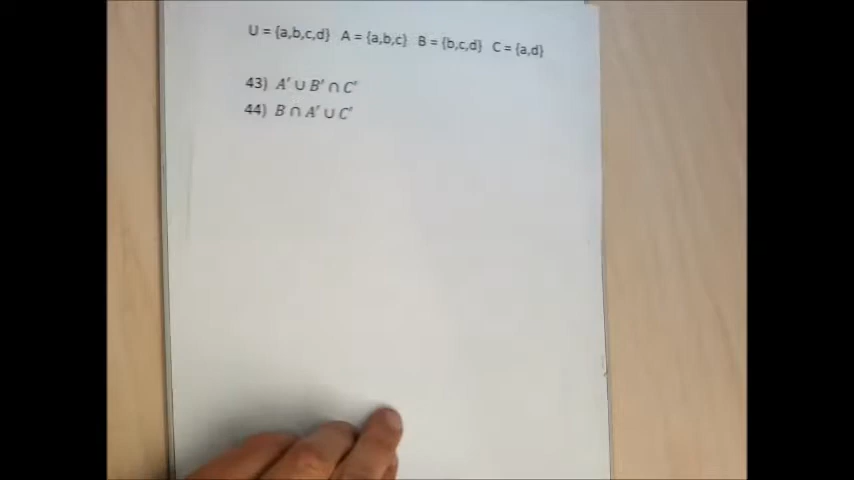 U = {a,b,c,d} A = {a,b,c} B = {b,c,d} C = {a,d}
43) A′ ∪ B′ ∩ C′
44) B ∩ A′ ∪ C′